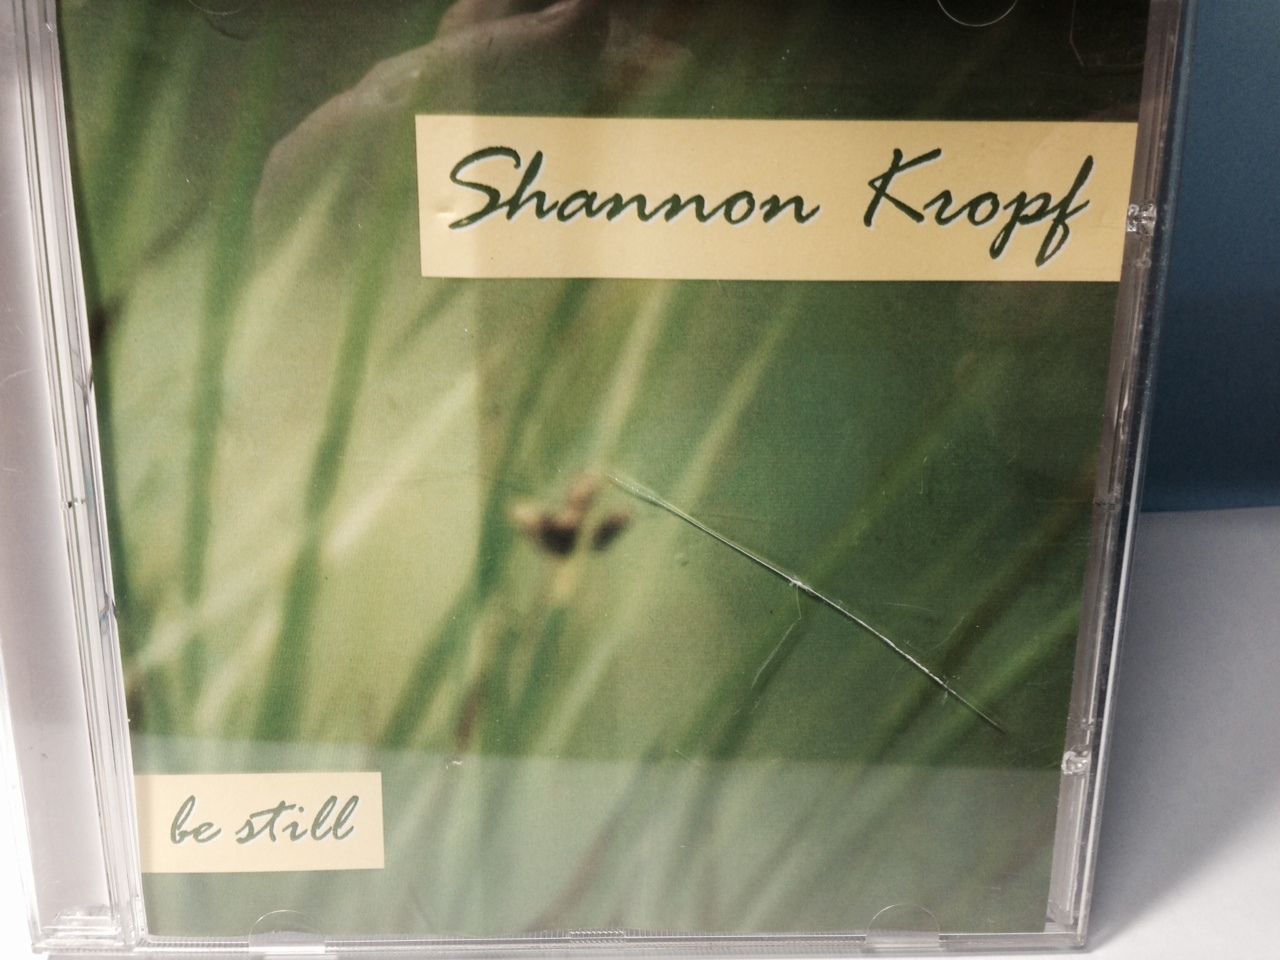 Shannon Kropf
be still